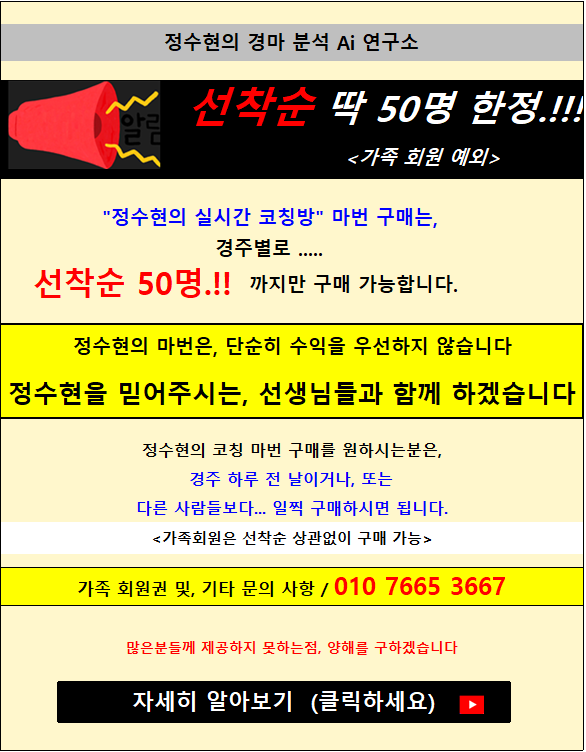 정수현의 경마 분석 Ai 연구소
알림
선착순 딱 50명 한정.!!!
<가족 회원 예외>
"정수현의 실시간 코칭방" 마번 구매는,
경주별로 .....
선착순 50명.!! 까지만 구매 가능합니다.
정수현의 마번은, 단순히 수익을 우선하지 않습니다
정수현을 믿어주시는, 선생님들과 함께 하겠습니다
정수현의 코칭 마번 구매를 원하시는분은,
경주 하루 전 날이거나, 또는
다른 사람들보다... 일찍 구매하시면 됩니다.
<가족회원은 선착순 상관없이 구매 가능>
가족 회원권 및, 기타 문의 사항 / 010 7665 3667
많은분들께 제공하지 못하는점, 양해를 구하겠습니다
자세히 알아보기 (클릭하세요)